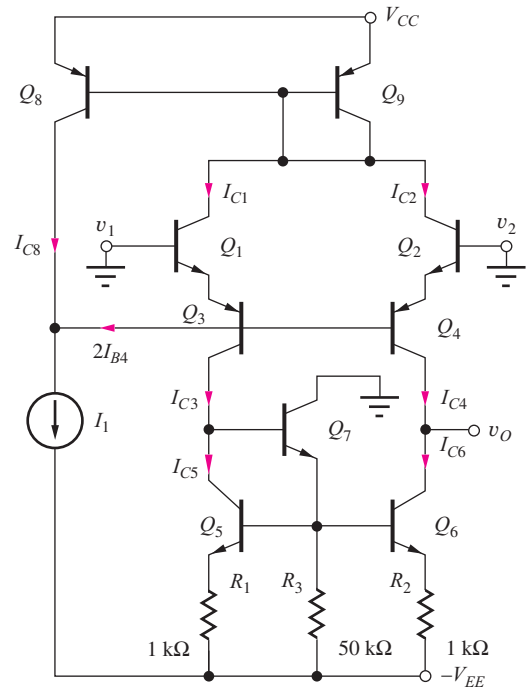 V_CC
Q_8
Q_9
I_C1
I_C2
v_1
v_2
I_C8
Q_1
Q_2
Q_3
Q_4
2I_B4
I_1
I_C3
I_C4
Q_7
v_O
I_C5
I_C6
Q_5
Q_6
R_1
R_3
R_2
1 kΩ
50 kΩ
1 kΩ
−V_EE